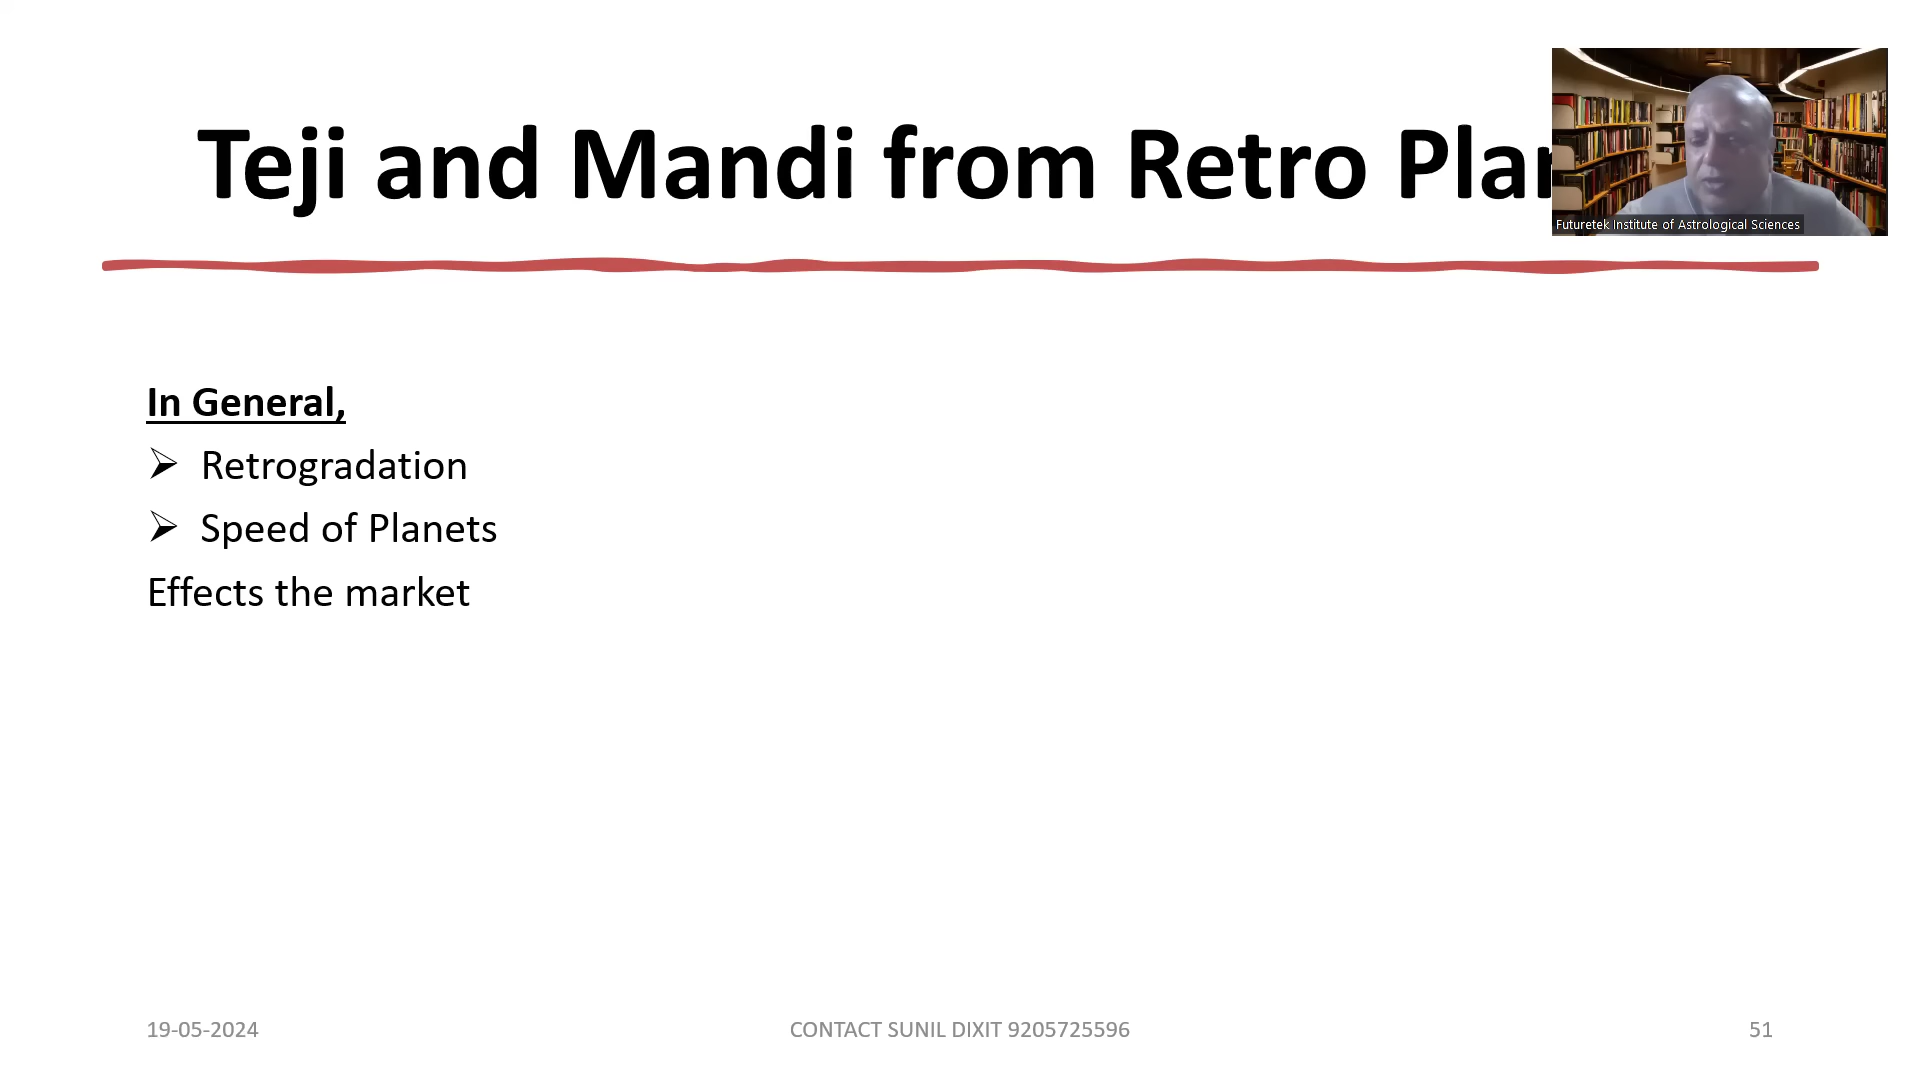 Teji and Mandi from Retro
Futuretek Institute of Astrological Sciences
In General,
Retrogradation
Speed of Planets
Effects the market
19-05-2024
CONTACT SUNIL DIXIT 9205725596
51